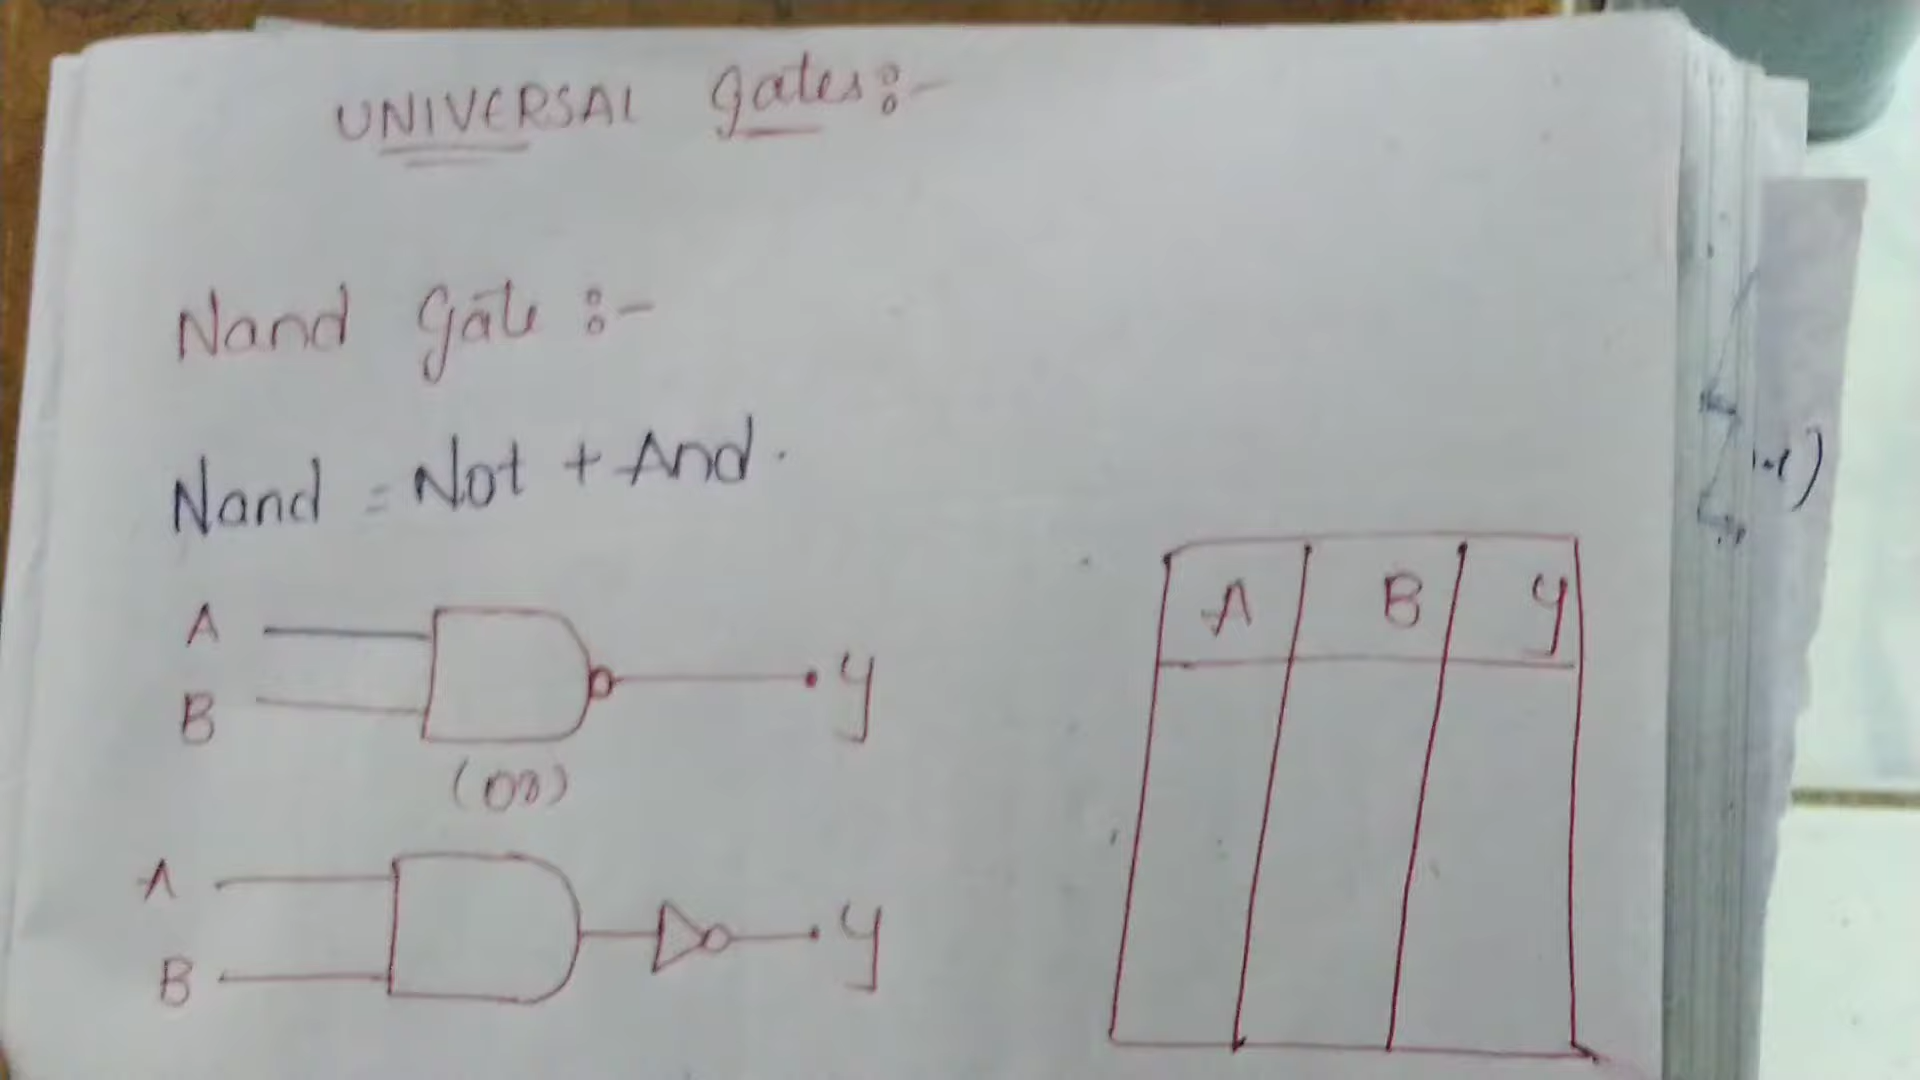 UNIVERSAL Gates:-
Nand Gate :-
Nand = Not + And.
A
B
Y
(Or)
A
B
Y
A B Y